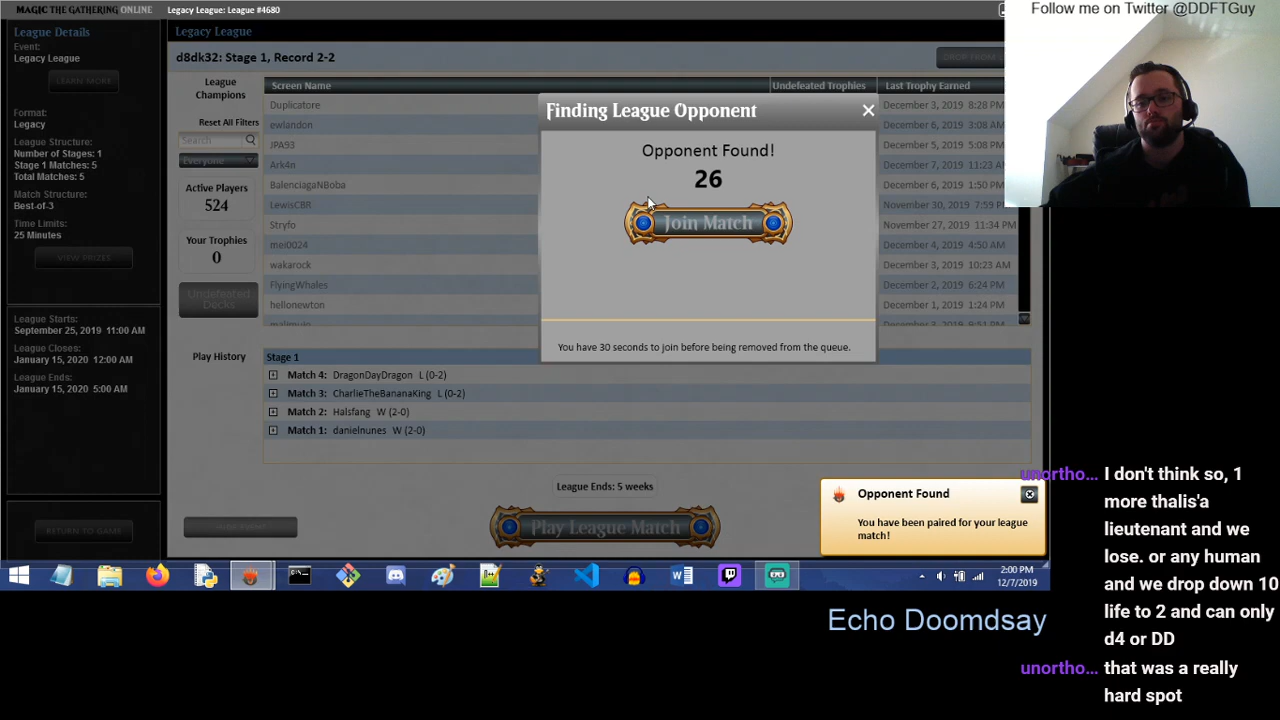 MAGIC THE GATHERING ONLINE
Legacy League: League #4680
Follow me on Twitter @DDFTGuy
League Details
Event:
Legacy League
LEARN MORE
Format:
Legacy
League Structure:
Number of Stages: 1
Stage 1 Matches: 5
Total Matches: 5
Match Structure:
Best-of-3
Time Limits:
25 Minutes
VIEW PRIZES
League Starts:
September 25, 2019 11:00 AM
League Closes:
January 15, 2020 12:00 AM
League Ends:
January 15, 2020 5:00 AM
RETURN TO GAME
Legacy League
d8dk32: Stage 1, Record 2-2
League
Champions
Reset All Filters
Search
Everyone
Active Players
524
Your Trophies
0
Undefeated
Decks
Screen Name
Undefeated Trophies
Last Trophy Earned
Duplicatore
December 3, 2019 8:28 PM
ewlandon
December 6, 2019 3:08 AM
JPA93
December 5, 2019 5:08 PM
Ark4n
December 7, 2019 11:23
BalenciagaNBoba
December 6, 2019 1:50 PM
LewisCBR
November 30, 2019 7:59
Stryfo
November 27, 2019 11:34 PM
mei0024
December 4, 2019 4:50 AM
wakarock
December 3, 2019 10:23 AM
FlyingWhales
December 2, 2019 6:24 PM
hellonewton
December 1, 2019 1:24 PM
Finding League Opponent
Opponent Found!
26
Join Match
You have 30 seconds to join before being removed from the queue.
Play History
Stage 1
Match 4: DragonDayDragon L (0-2)
Match 3: CharlieTheBananaKing L (0-2)
Match 2: Halsfang W (2-0)
Match 1: danielnunes W (2-0)
League Ends: 5 weeks
Play League Match
Opponent Found
You have been paired for your league
match!
2:00 PM
12/7/2019
Echo Doomdsay
unortho... I don't think so, 1
more thalis'a
lieutenant and we
lose. or any human
and we drop down 10
life to 2 and can only
d4 or DD
unortho... that was a really
hard spot